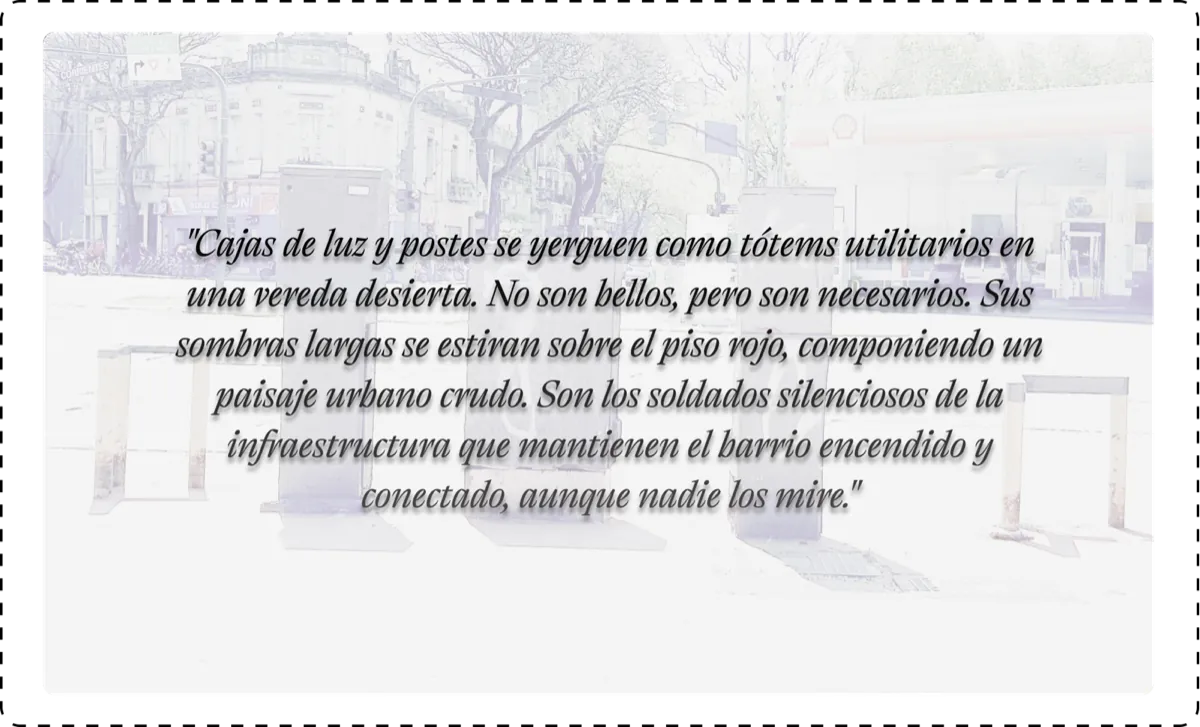 "Cajas de luz y postes se yerguen como tótems utilitarios en
una vereda desierta. No son bellos, pero son necesarios. Sus
sombras largas se estiran sobre el piso rojo, componiendo un
paisaje urbano crudo. Son los soldados silenciosos de la
infraestructura que mantienen el barrio encendido y
conectado, aunque nadie los mire."